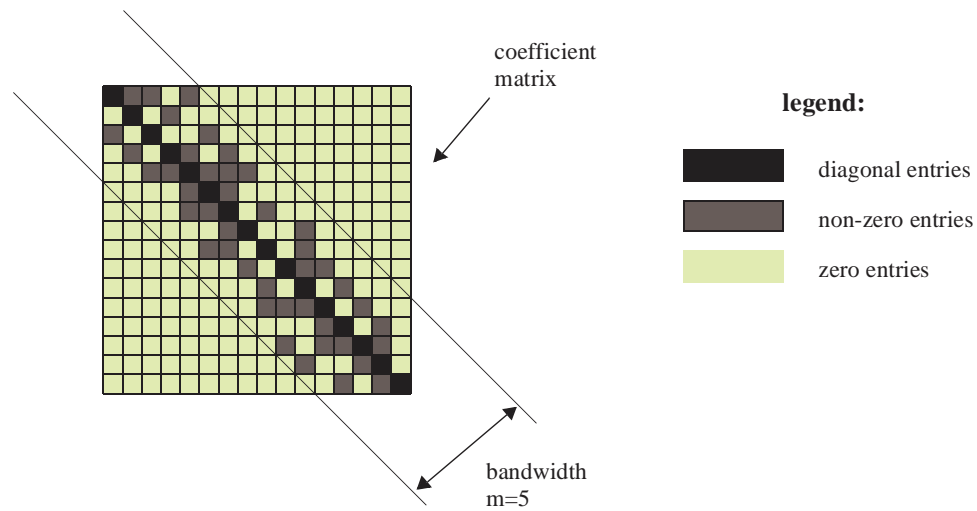 coefficient
matrix
legend:
diagonal entries
non-zero entries
zero entries
bandwidth
m=5